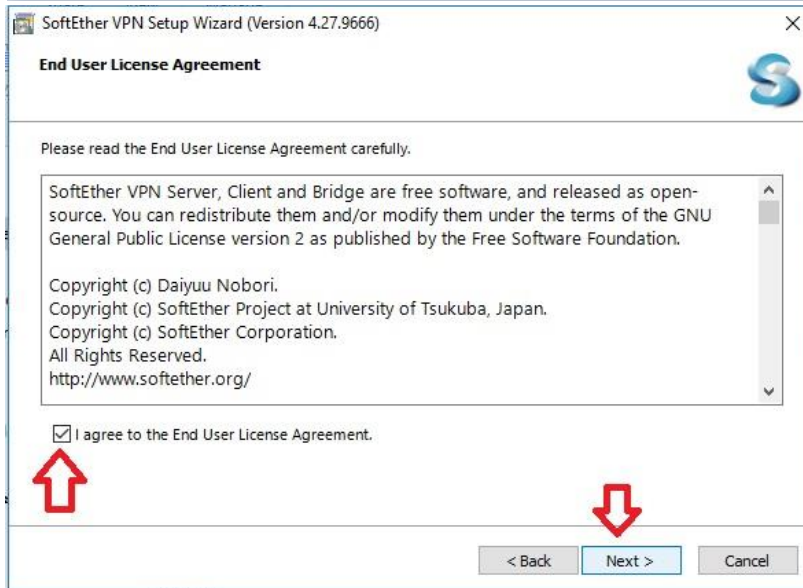 SoftEther VPN Setup Wizard (Version 4.27.9666)
End User License Agreement
Please read the End User License Agreement carefully.
SoftEther VPN Server, Client and Bridge are free software, and released as open-
source. You can redistribute them and/or modify them under the terms of the GNU
General Public License version 2 as published by the Free Software Foundation.
Copyright (c) Daiyuu Nobori.
Copyright (c) SoftEther Project at University of Tsukuba, Japan.
Copyright (c) SoftEther Corporation.
All Rights Reserved.
http://www.softether.org/
I agree to the End User License Agreement.
< Back Next > Cancel